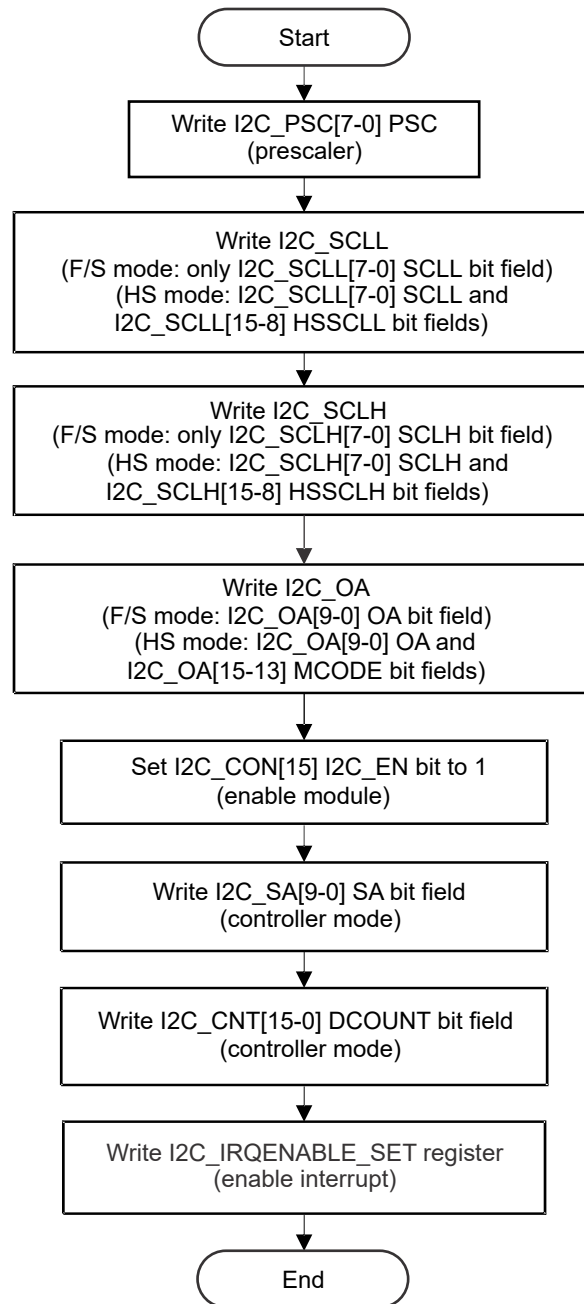 Start
Write I2C_PSC[7-0] PSC
(prescaler)
Write I2C_SCLL
(F/S mode: only I2C_SCLL[7-0] SCLL bit field)
(HS mode: I2C_SCLL[7-0] SCLL and
I2C_SCLL[15-8] HSSCLL bit fields)
Write I2C_SCLH
(F/S mode: only I2C_SCLH[7-0] SCLH bit field)
(HS mode: I2C_SCLH[7-0] SCLH and
I2C_SCLH[15-8] HSSCLH bit fields)
Write I2C_OA
(F/S mode: I2C_OA[9-0] OA bit field)
(HS mode: I2C_OA[9-0] OA and
I2C_OA[15-13] MCODE bit fields)
Set I2C_CON[15] I2C_EN bit to 1
(enable module)
Write I2C_SA[9-0] SA bit field
(controller mode)
Write I2C_CNT[15-0] DCOUNT bit field
(controller mode)
Write I2C_IRQENABLE_SET register
(enable interrupt)
End